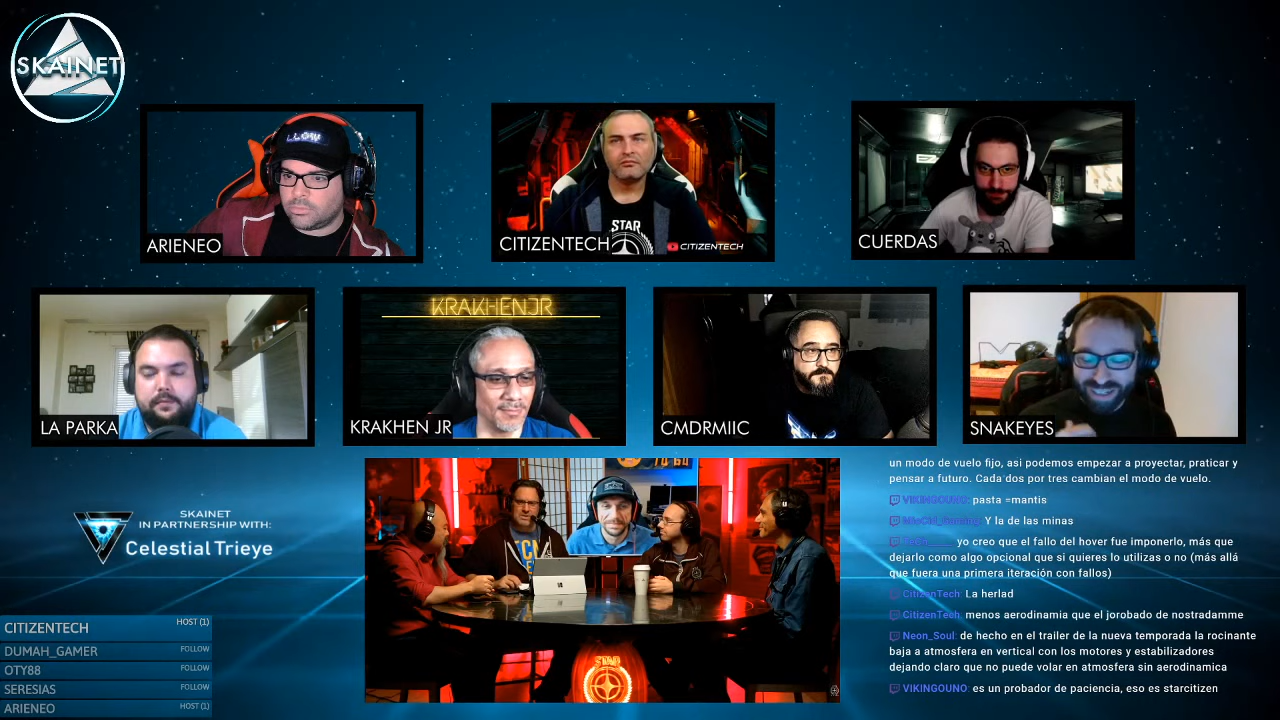 SKAINET
ARIENEO
STAR
CITIZENTECH
CITIZENTECH
CUERDAS
KRAKHENJR
LA PARKA
KRAKHEN JR
CMDRMIIC
SNAKEYES
SKAINET
IN PARTNERSHIP WITH:
Celestial Trieye
STAR
un modo de vuelo fijo, asi podemos empezar a proyectar, praticar y
pensar a futuro. Cada dos por tres cambian el modo de vuelo.
VIKINGOUNO: pasta =mantis
Y la de las minas
yo creo que el fallo del hover fue imponerlo, más que
dejarlo como algo opcional que si quieres lo utilizas o no (más allá
que fuera una primera iteración con fallos)
CitizenTech: La herlad
CitizenTech: menos aerodinamia que el jorobado de nostradamme
Neon_Soul: de hecho en el trailer de la nueva temporada la rocinante
baja a atmosfera en vertical con los motores y estabilizadores
dejando claro que no puede volar en atmosfera sin aerodinamica
VIKINGOUNO: es un probador de paciencia, eso es starcitizen
CITIZENTECH HOST (1)
DUMAH_GAMER FOLLOW
OTY88 FOLLOW
SERESIAS FOLLOW
ARIENEO HOST (1)